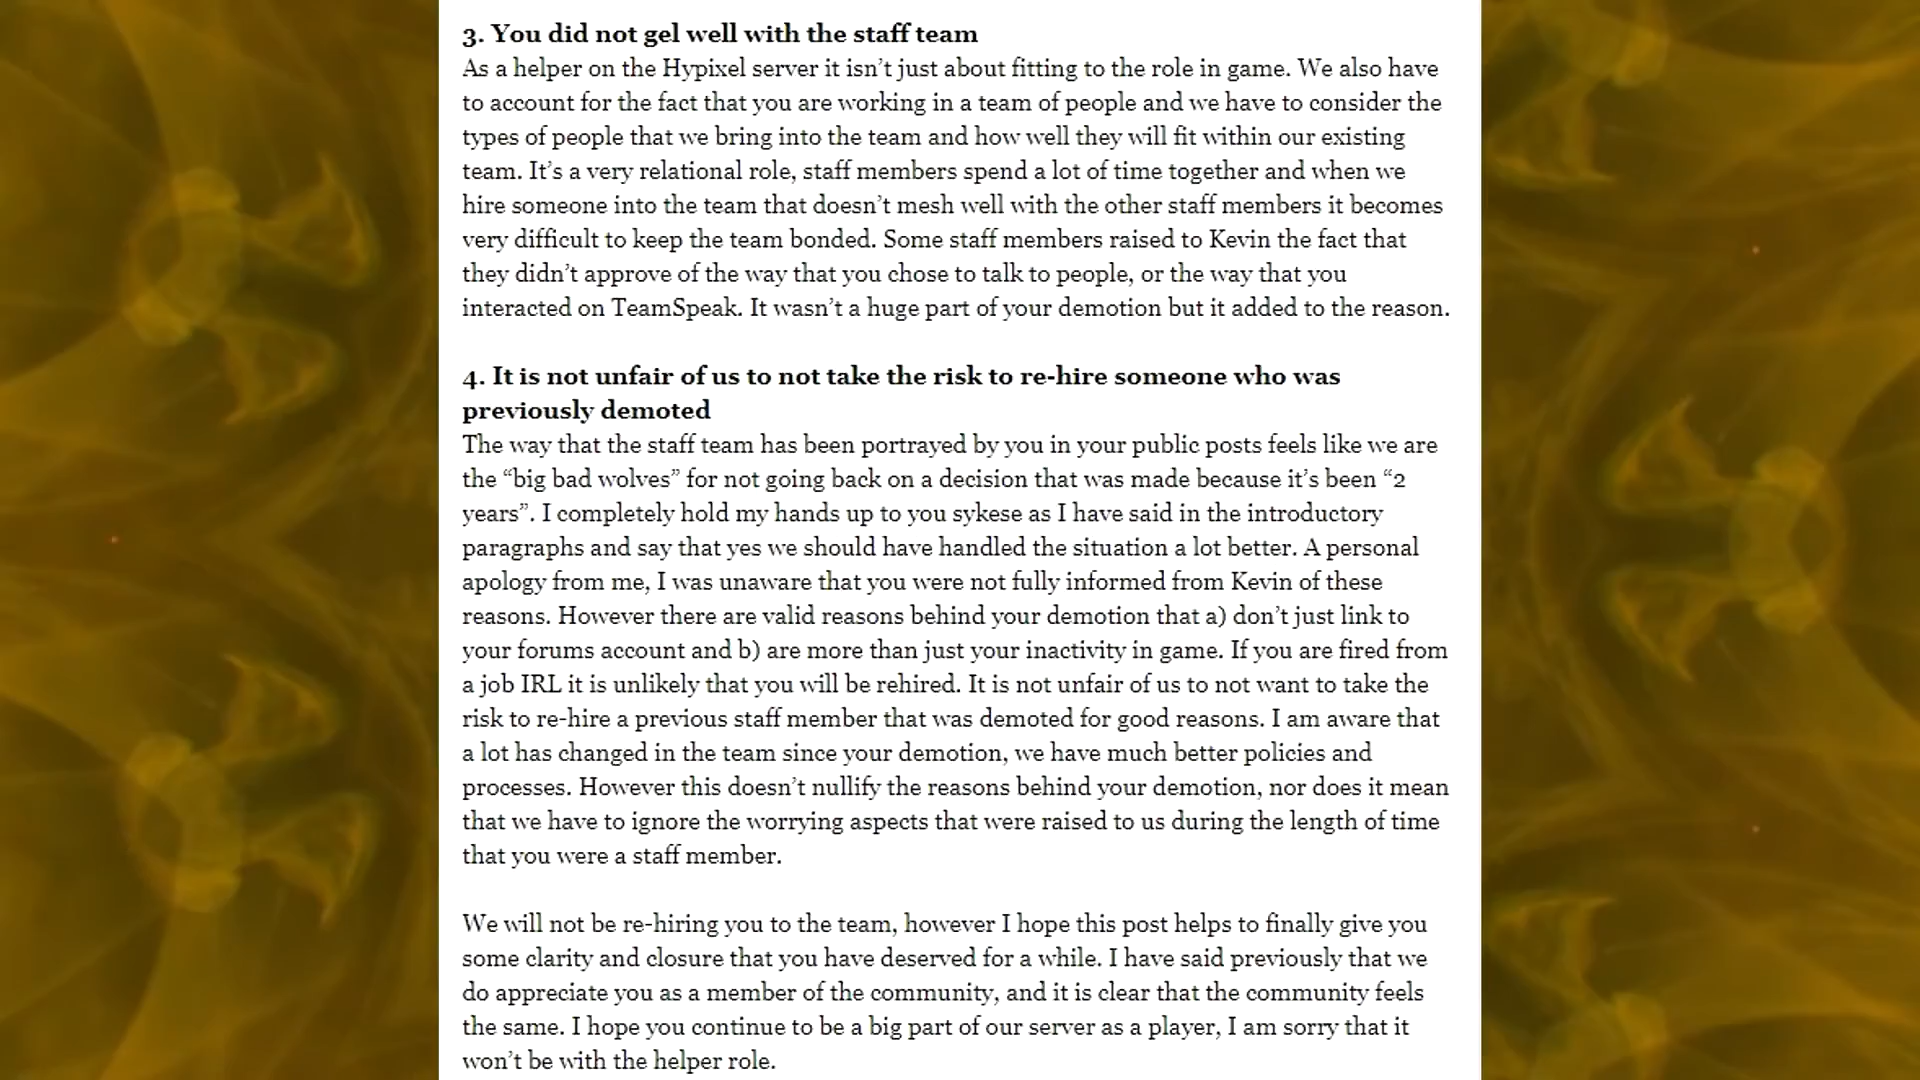 3. You did not gel well with the staff team
As a helper on the Hypixel server it isn’t just about fitting to the role in game. We also have
to account for the fact that you are working in a team of people and we have to consider the
types of people that we bring into the team and how well they will fit within our existing
team. It’s a very relational role, staff members spend a lot of time together and when we
hire someone into the team that doesn’t mesh well with the other staff members it becomes
very difficult to keep the team bonded. Some staff members raised to Kevin the fact that
they didn’t approve of the way that you chose to talk to people, or the way that you
interacted on TeamSpeak. It wasn’t a huge part of your demotion but it added to the reason.
4. It is not unfair of us to not take the risk to re-hire someone who was
previously demoted
The way that the staff team has been portrayed by you in your public posts feels like we are
the “big bad wolves” for not going back on a decision that was made because it’s been “2
years”. I completely hold my hands up to you sykese as I have said in the introductory
paragraphs and say that yes we should have handled the situation a lot better. A personal
apology from me, I was unaware that you were not fully informed from Kevin of these
reasons. However there are valid reasons behind your demotion that a) don’t just link to
your forums account and b) are more than just your inactivity in game. If you are fired from
a job IRL it is unlikely that you will be rehired. It is not unfair of us to not want to take the
risk to re-hire a previous staff member that was demoted for good reasons. I am aware that
a lot has changed in the team since your demotion, we have much better policies and
processes. However this doesn’t nullify the reasons behind your demotion, nor does it mean
that we have to ignore the worrying aspects that were raised to us during the length of time
that you were a staff member.
We will not be re-hiring you to the team, however I hope this post helps to finally give you
some clarity and closure that you have deserved for a while. I have said previously that we
do appreciate you as a member of the community, and it is clear that the community feels
the same. I hope you continue to be a big part of our server as a player, I am sorry that it
won’t be with the helper role.